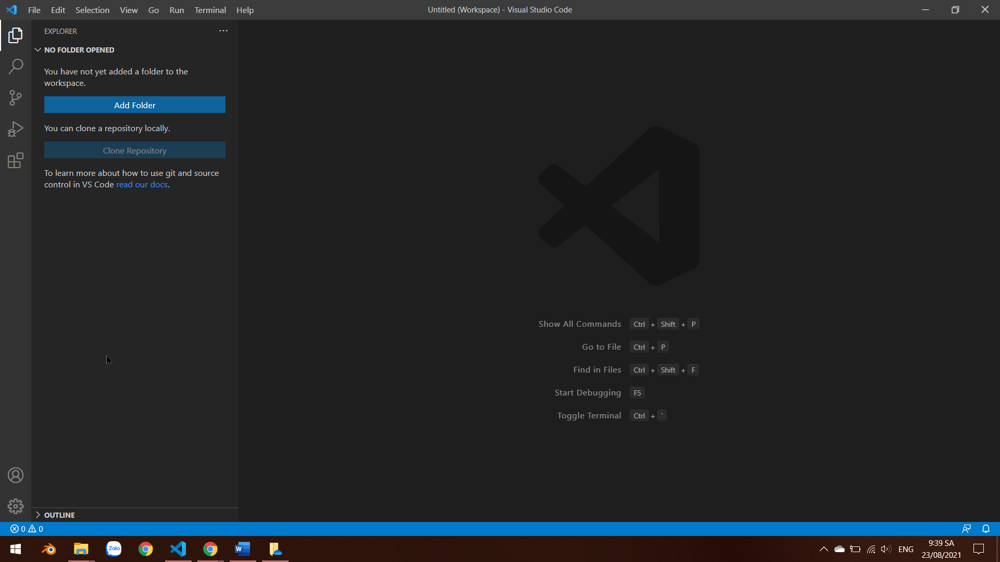 File Edit Selection View Go Run Terminal Help
Untitled (Workspace) - Visual Studio Code
EXPLORER
NO FOLDER OPENED
You have not yet added a folder to the
workspace.
Add Folder
You can clone a repository locally.
Clone Repository
To learn more about how to use git and source
control in VS Code read our docs.
Show All Commands Ctrl + Shift + P
Go to File Ctrl + P
Find in Files Ctrl + Shift + F
Start Debugging F5
Toggle Terminal Ctrl + `
OUTLINE
0 0
Zalo
W
ENG
9:39 SA
23/08/2021